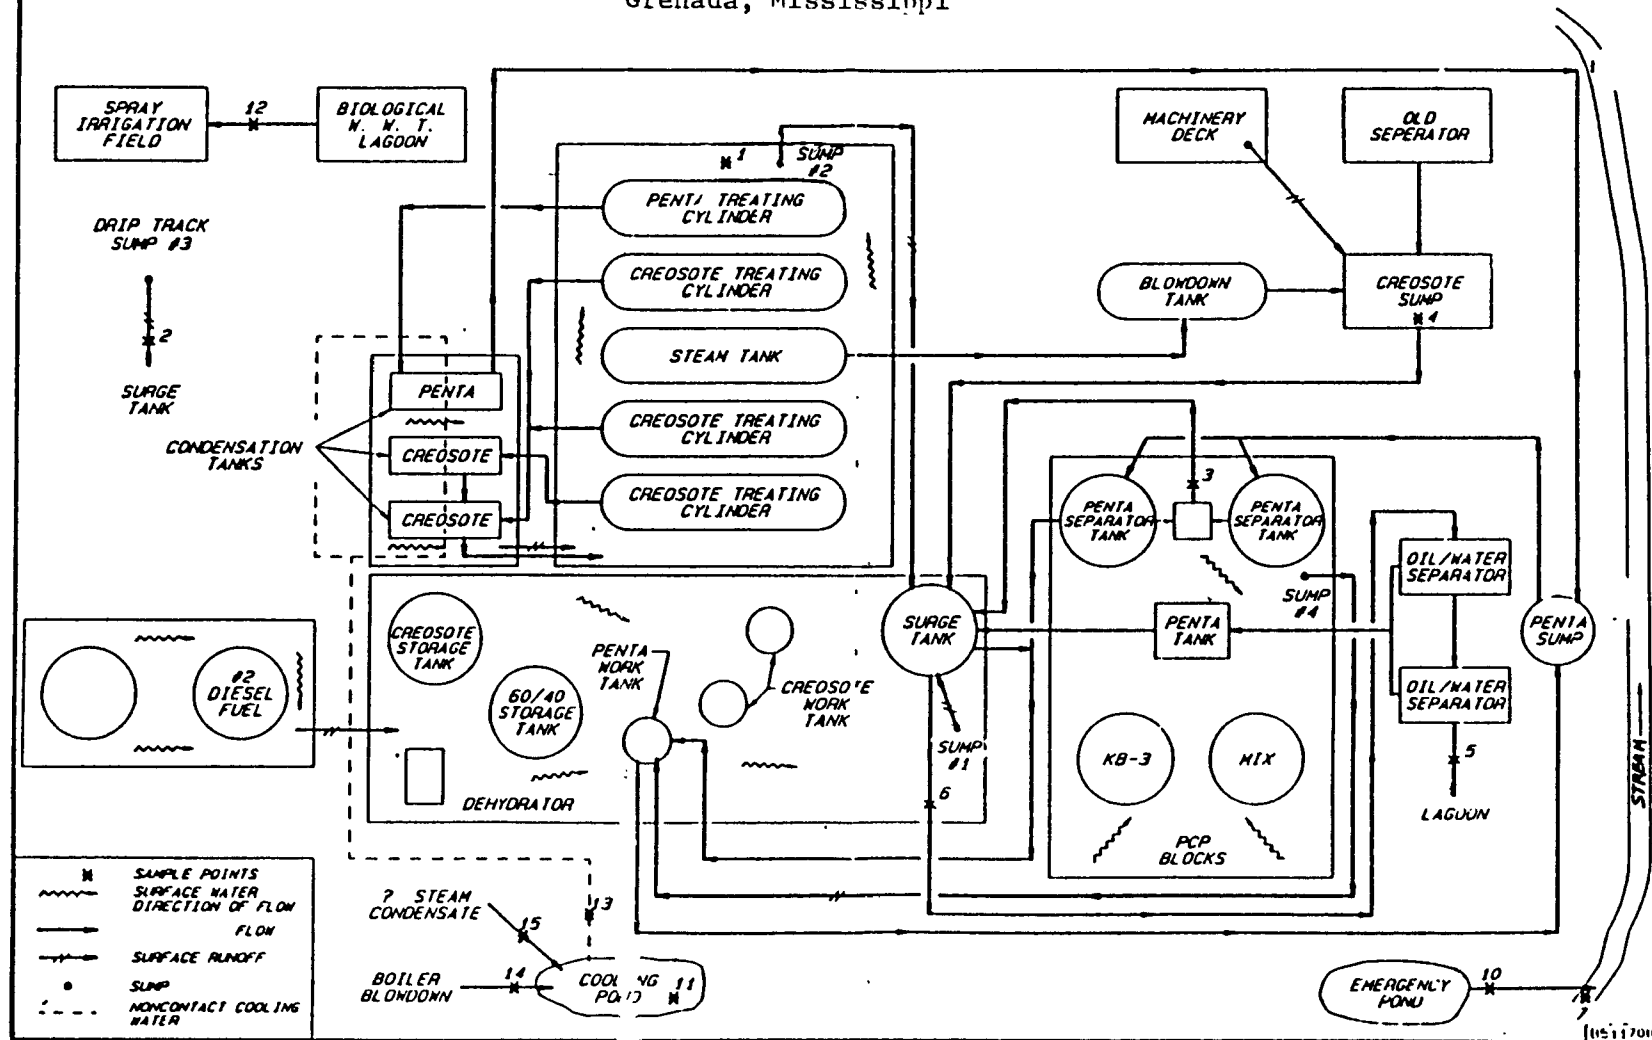 Grenada, Mississippi
SPRAY
IRRIGATION
FIELD
12
BIOLOGICAL
W. W. T.
LAGOON
MACHINERY
DECK
OLD
SEPERATOR
1
SUMP
#2
PENTA TREATING
CYLINDER
DRIP TRACK
SUMP #3
CREOSOTE TREATING
CYLINDER
BLOWDOWN
TANK
CREOSOTE
SUMP
4
2
STEAM TANK
SURGE
TANK
PENTA
CREOSOTE TREATING
CYLINDER
CONDENSATION
TANKS
CREOSOTE
CREOSOTE TREATING
CYLINDER
CREOSOTE
3
PENTA
SEPARATOR
TANK
PENTA
SEPARATOR
TANK
OIL/WATER
SEPARATOR
SUMP
#4
CREOSOTE
STORAGE
TANK
PENTA
WORK
TANK
SURGE
TANK
PENTA
TANK
PENTA
SUMP
#2
DIESEL
FUEL
60/40
STORAGE
TANK
CREOSOTE
WORK
TANK
OIL/WATER
SEPARATOR
SUMP
#1
KB-3
MIX
5
6
DEHYDRATOR
LAGOON
STREAM
PCP
BLOCKS
SAMPLE POINTS
SURFACE WATER
DIRECTION OF FLOW
FLOW
SURFACE RUNOFF
SUMP
NONCONTACT COOLING
WATER
? STEAM
CONDENSATE
13
15
BOILER
BLOWDOWN
14
COOLING
POND
11
EMERGENCY
POND
10
7